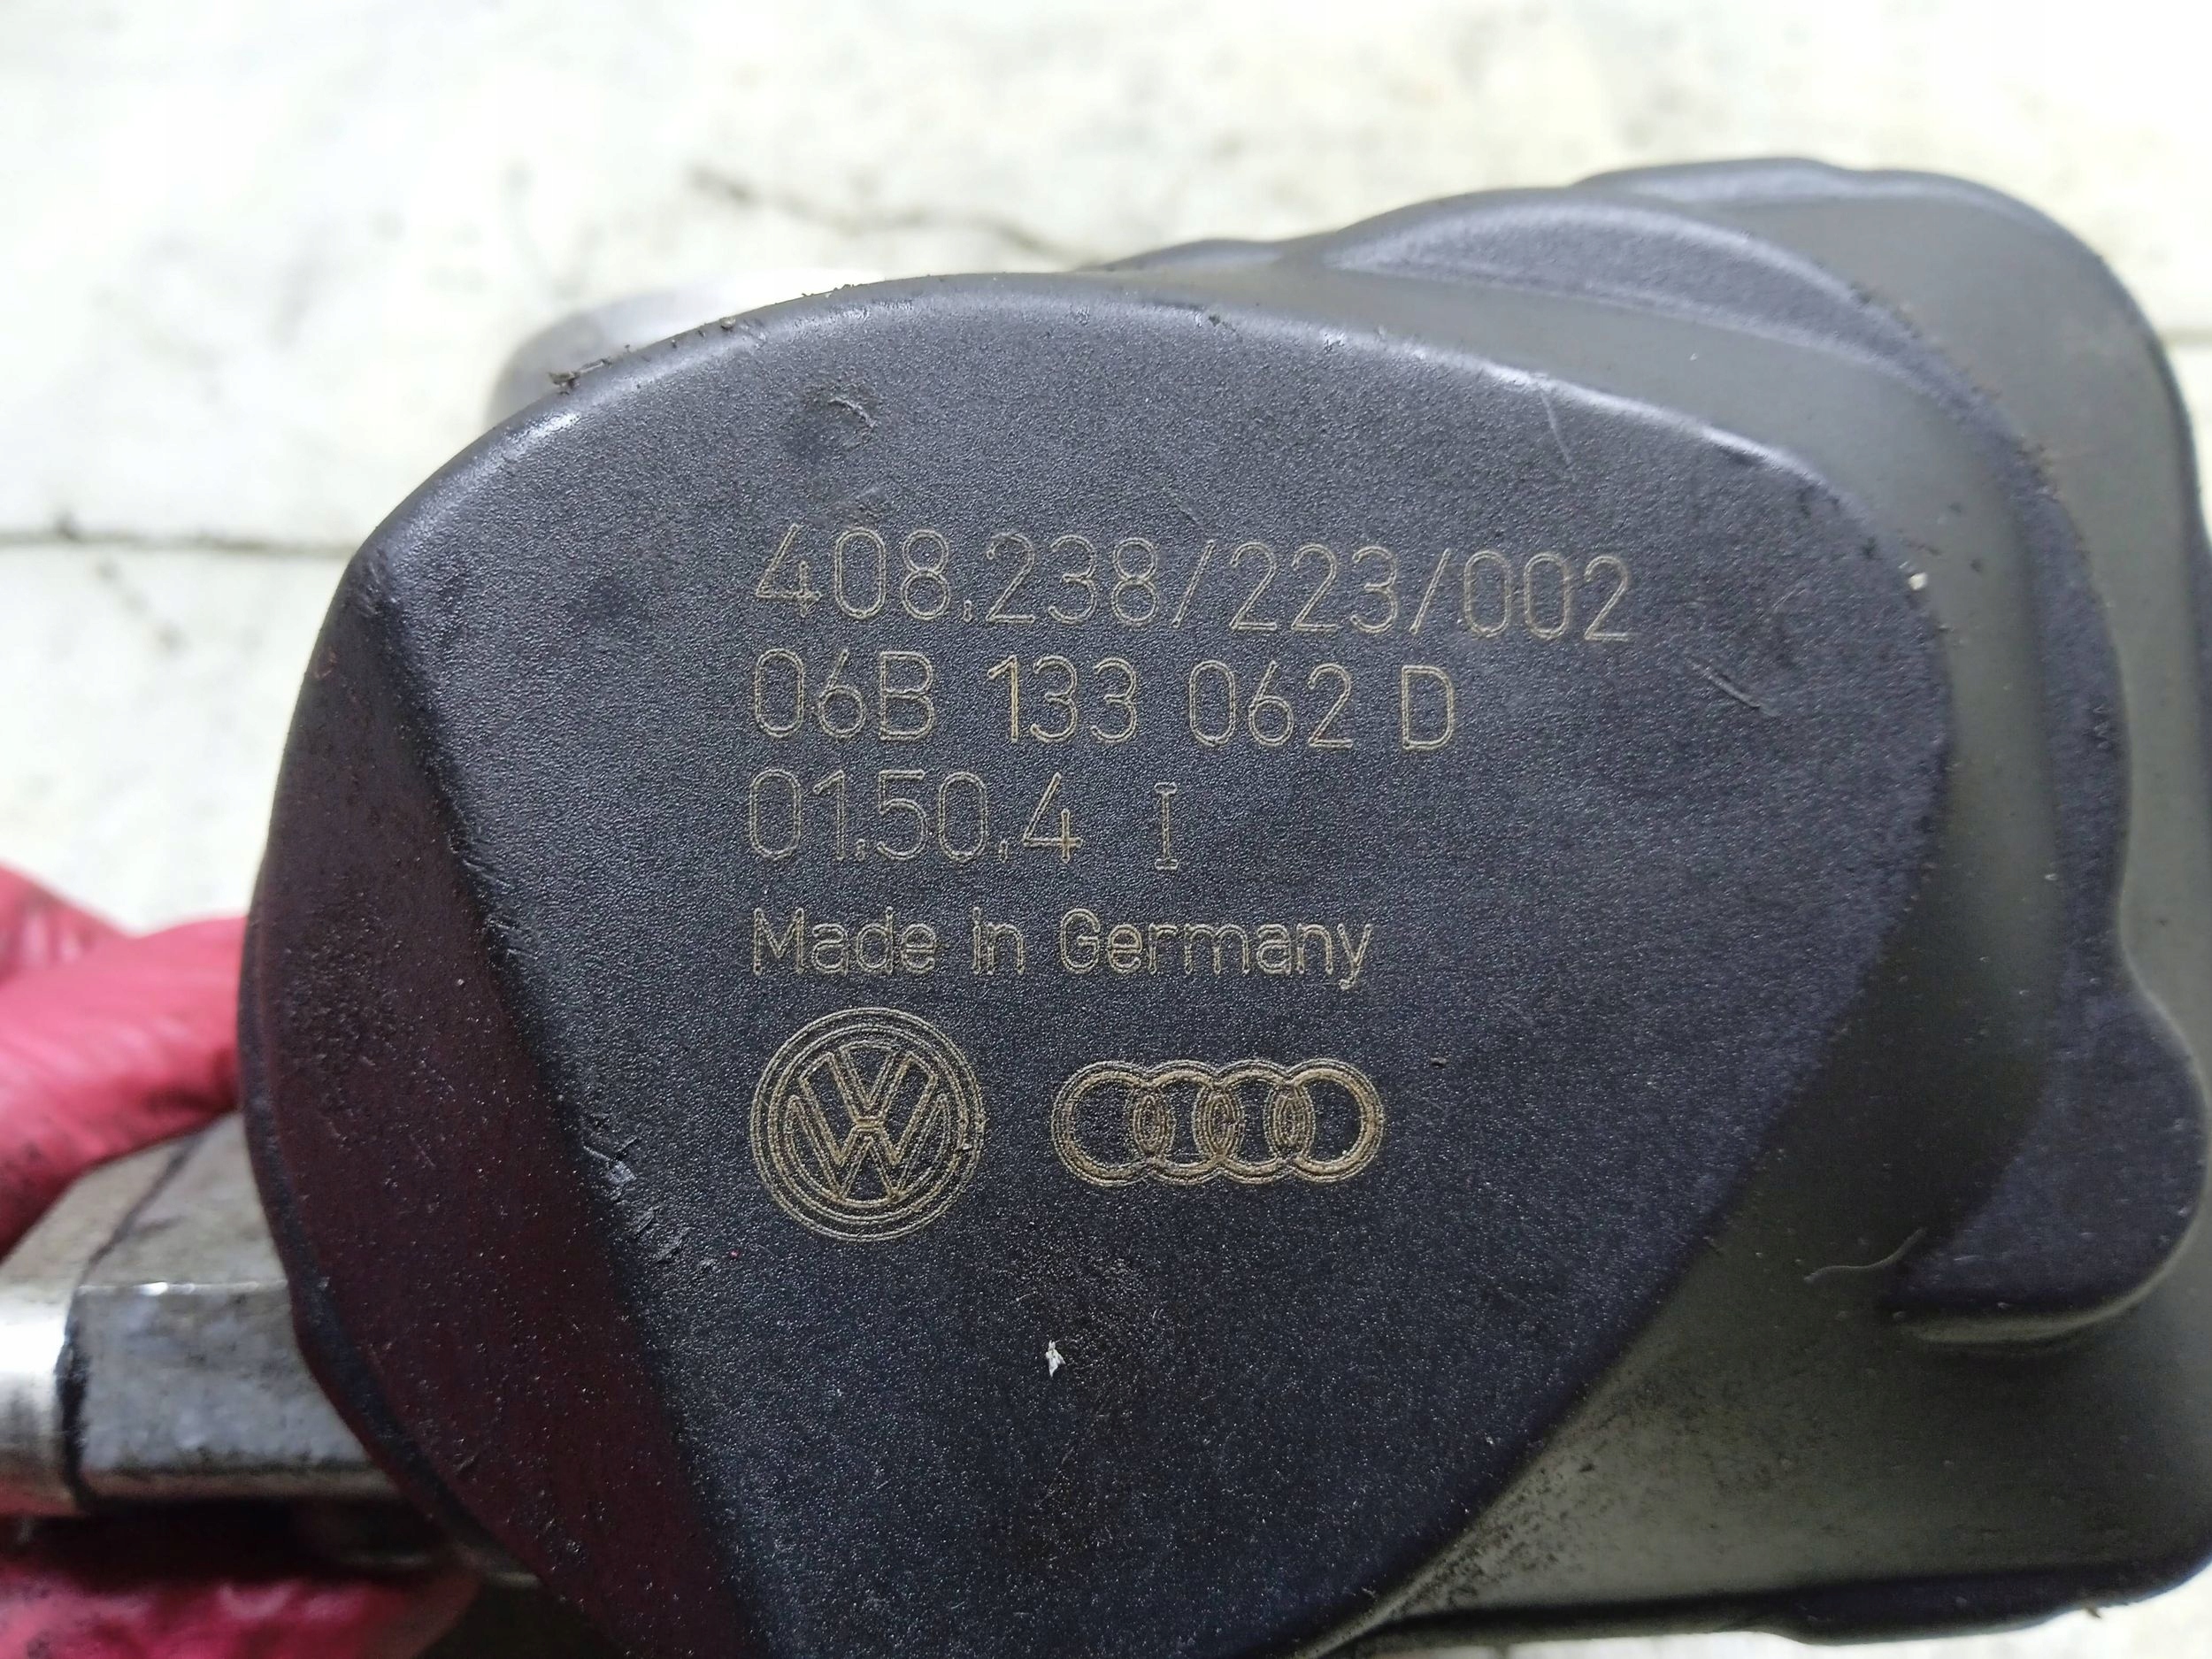 408.238/223/002
06B 133 062 D
01.50.4 I
Made in Germany